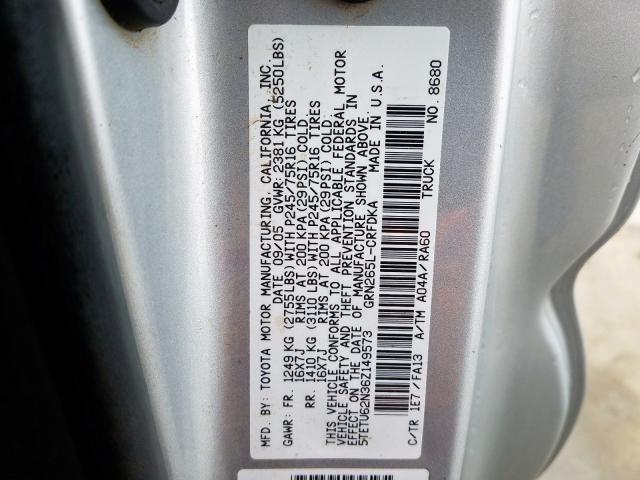 MFD. BY: TOYOTA MOTOR MANUFACTURING, CALIFORNIA, INC.
DATE: 09/05 GVWR: 2381 KG (5250LBS)
GAWR: FR. 1249 KG (2755LBS) WITH P245/75R16 TIRES
16X7J RIMS AT 200 KPA (29PSI) COLD.
RR. 1410 KG (3110 LBS) WITH P245/75R16 TIRES
16X7J RIMS AT 200 KPA (29 PSI) COLD.
THIS VEHICLE CONFORMS TO ALL APPLICABLE FEDERAL MOTOR
VEHICLE SAFETY AND THEFT PREVENTION STANDARDS IN
EFFECT ON THE DATE OF MANUFACTURE SHOWN ABOVE.
5TETU62N36Z149573 GRN265L-CRFDKA MADE IN U.S.A.
C/TR 1E7/FA13 A/TM A04A/RA60 TRUCK NO. 8680